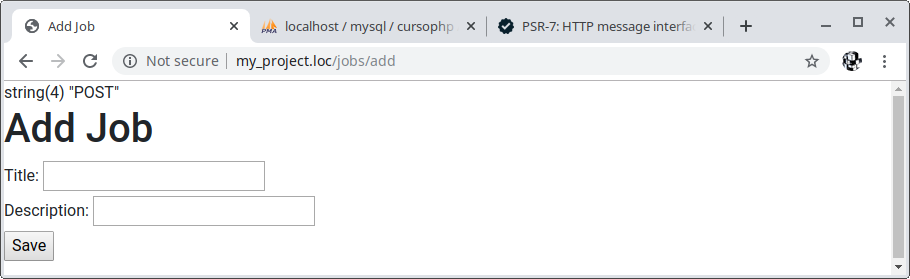 Add Job
PMA localhost / mysql / cursophp
PSR-7: HTTP message interfa
Not secure | my_project.loc/jobs/add
string(4) "POST"
Add Job
Title:
Description:
Save